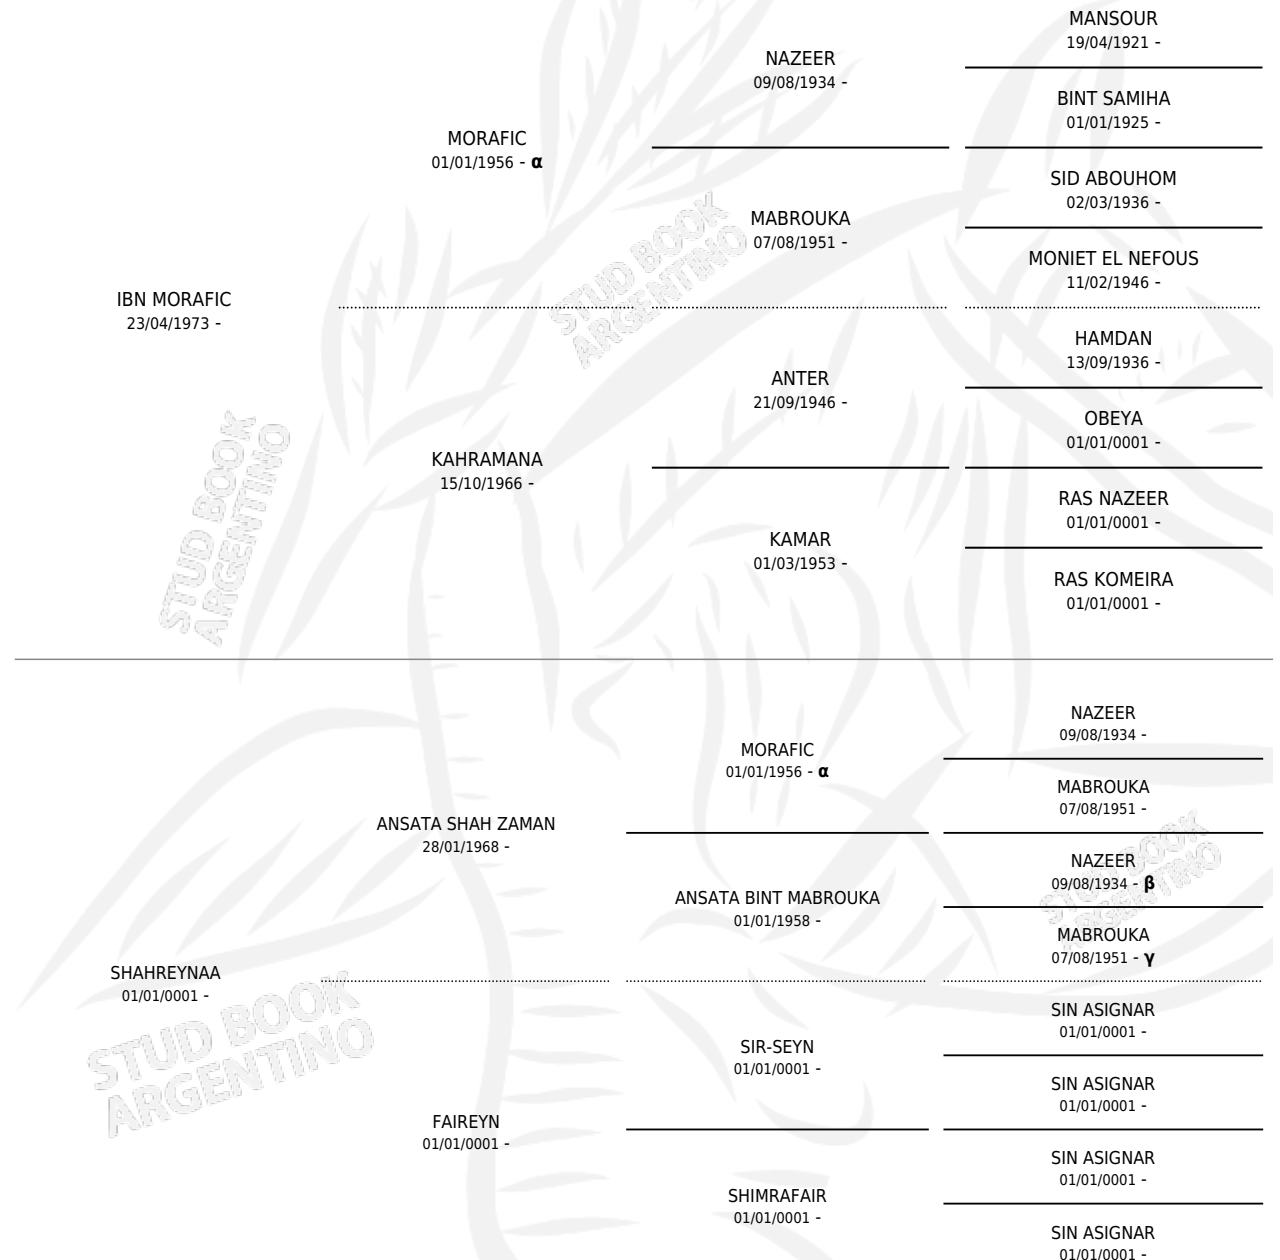 MANSOUR
19/04/1921 -
NAZEER
09/08/1934 -
BINT SAMIHA
01/01/1925 -
MORAFIC
01/01/1956 - α
SID ABOUHOM
02/03/1936 -
MABROUKA
07/08/1951 -
MONIET EL NEFOUS
11/02/1946 -
IBN MORAFIC
23/04/1973 -
HAMDAN
13/09/1936 -
ANTER
21/09/1946 -
OBEYA
01/01/0001 -
KAHRAMANA
15/10/1966 -
RAS NAZEER
01/01/0001 -
KAMAR
01/03/1953 -
RAS KOMEIRA
01/01/0001 -
STUD BOOK
ARGENTINO
STUD BOOK
ARGENTINO
NAZEER
09/08/1934 -
MORAFIC
01/01/1956 - α
MABROUKA
07/08/1951 -
ANSATA SHAH ZAMAN
28/01/1968 -
NAZEER
09/08/1934 - β
ANSATA BINT MABROUKA
01/01/1958 -
MABROUKA
07/08/1951 - γ
SHAHREYNAA
01/01/0001 -
SIN ASIGNAR
01/01/0001 -
SIR-SEYN
01/01/0001 -
SIN ASIGNAR
01/01/0001 -
FAIREYN
01/01/0001 -
SIN ASIGNAR
01/01/0001 -
SHIMRAFAIR
01/01/0001 -
SIN ASIGNAR
01/01/0001 -
STUD BOOK
ARGENTINO
STUD BOOK
ARGENTINO